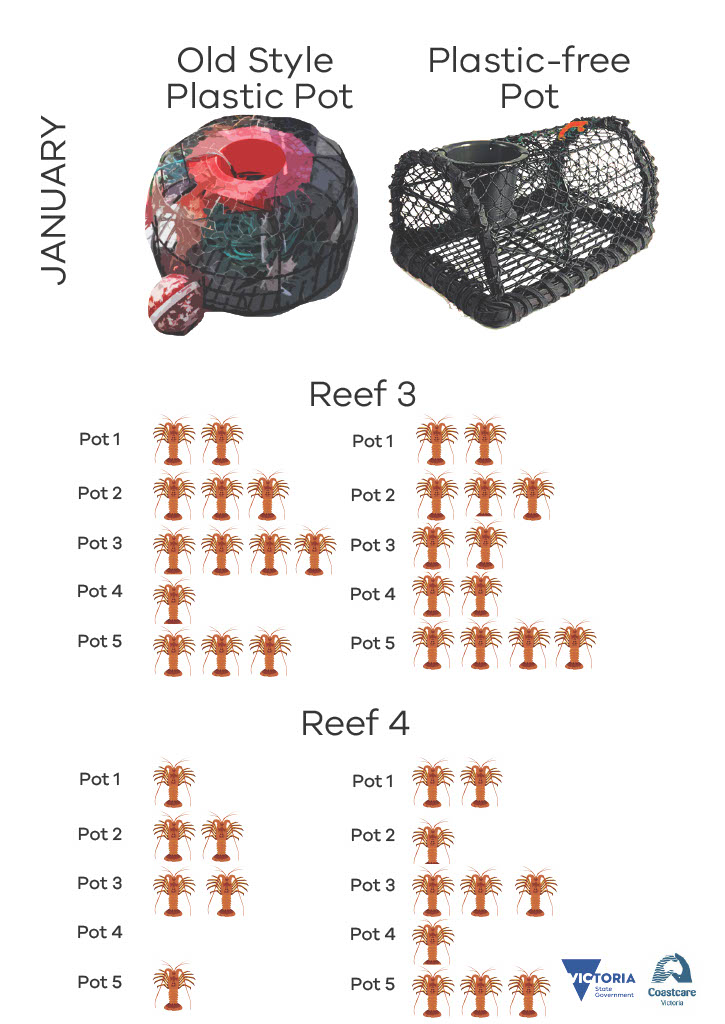 Old Style
Plastic Pot
Plastic-free
Pot
JANUARY
Reef 3
Pot 1
Pot 1
Pot 2
Pot 2
Pot 3
Pot 3
Pot 4
Pot 4
Pot 5
Pot 5
Reef 4
Pot 1
Pot 1
Pot 2
Pot 2
Pot 3
Pot 3
Pot 4
Pot 4
Pot 5
Pot 5
VICTORIA
State
Government
Coastcare
Victoria